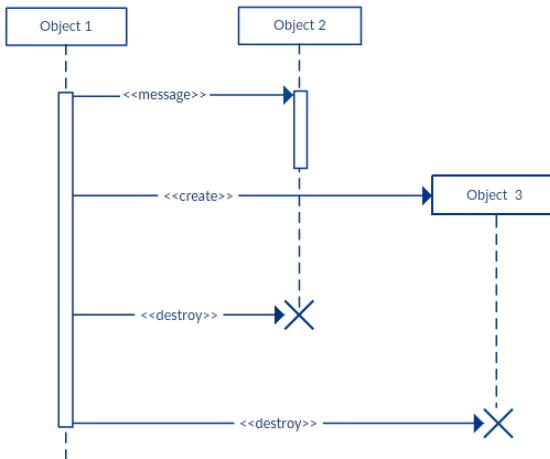 Object 1
Object 2
<<message>>
<<create>>
Object  3
<<destroy>>
<<destroy>>